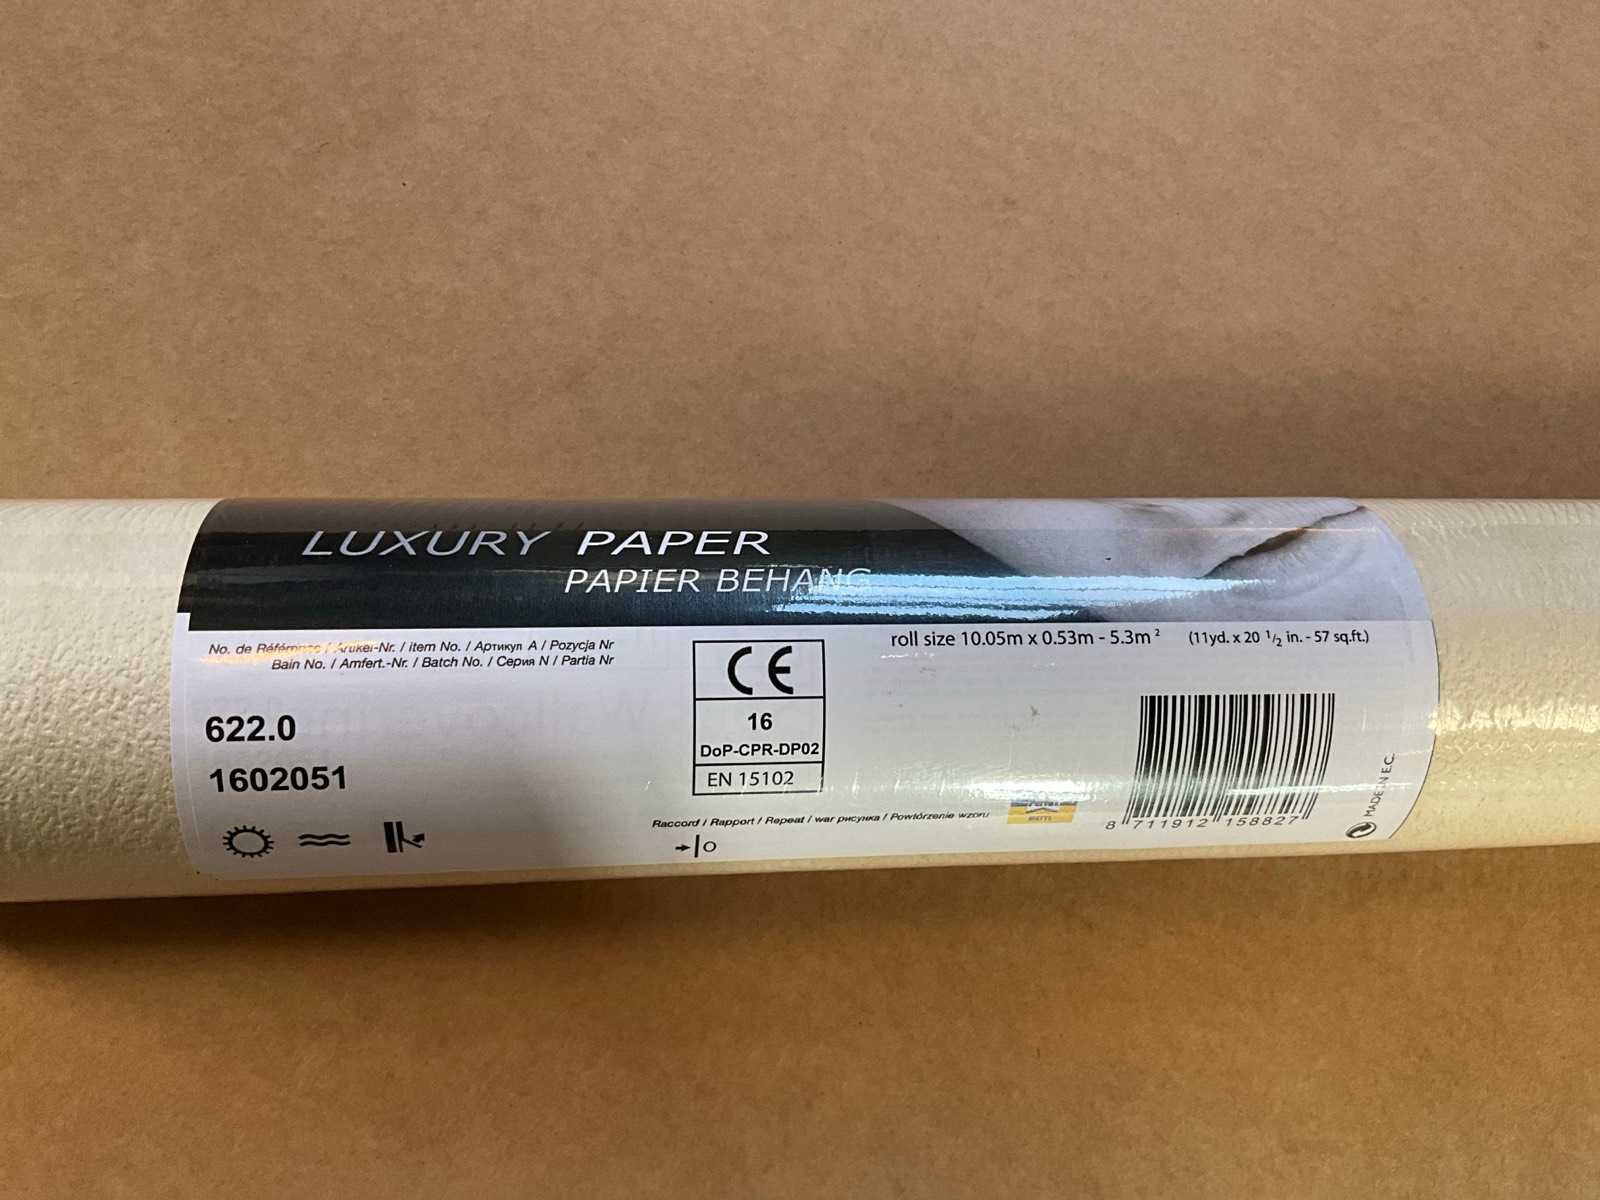 LUXURY PAPER
PAPIER BEHANG
No. de Référence / Artikel-Nr. / item No. / Артикул А / Pozycja Nr
Bain No. / Amfert.-Nr. / Batch No. / Серия N / Partia Nr
622.0
1602051
CE
16
DoP-CPR-DP02
EN 15102
roll size 10.05m x 0.53m - 5.3m²
(11yd. x 20 1/2 in. - 57 sq.ft.)
Raccord / Rapport / Repeat / war рисунка / Powtórzenie wzoru
0
8 711912 158827
MADE IN E.C.